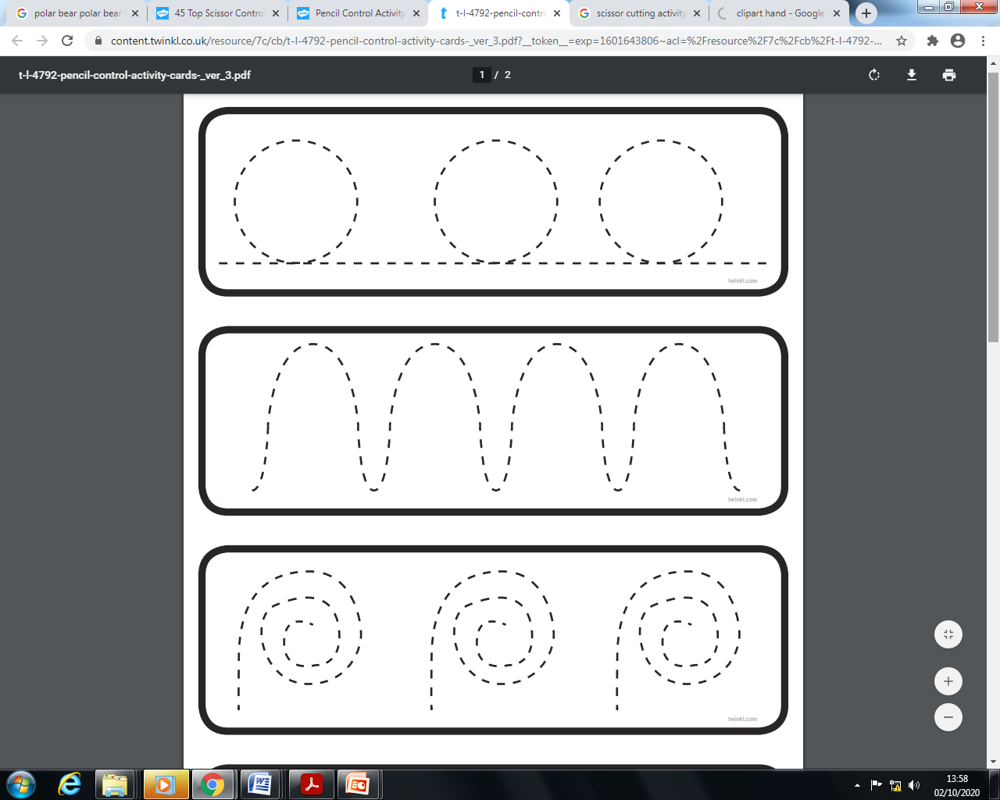 polar bear polar bear
45 Top Scissor Control
Pencil Control Activity
t-l-4792-pencil-contro
scissor cutting activity
clipart hand - Google
content.twinkl.co.uk/resource/7c/cb/t-l-4792-pencil-control-activity-cards-_ver_3.pdf?__token__=exp=1601643806~acl=%2Fresource%2F7c%2Fcb%2Ft-l-4792-...
t-l-4792-pencil-control-activity-cards-_ver_3.pdf
1 / 2
twinkl.com
twinkl.com
twinkl.com
13:58
02/10/2020